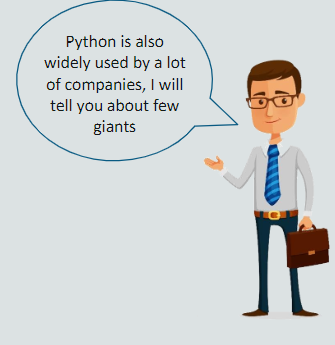 Python is also
widely used by a lot
of companies, I will
tell you about few
giants